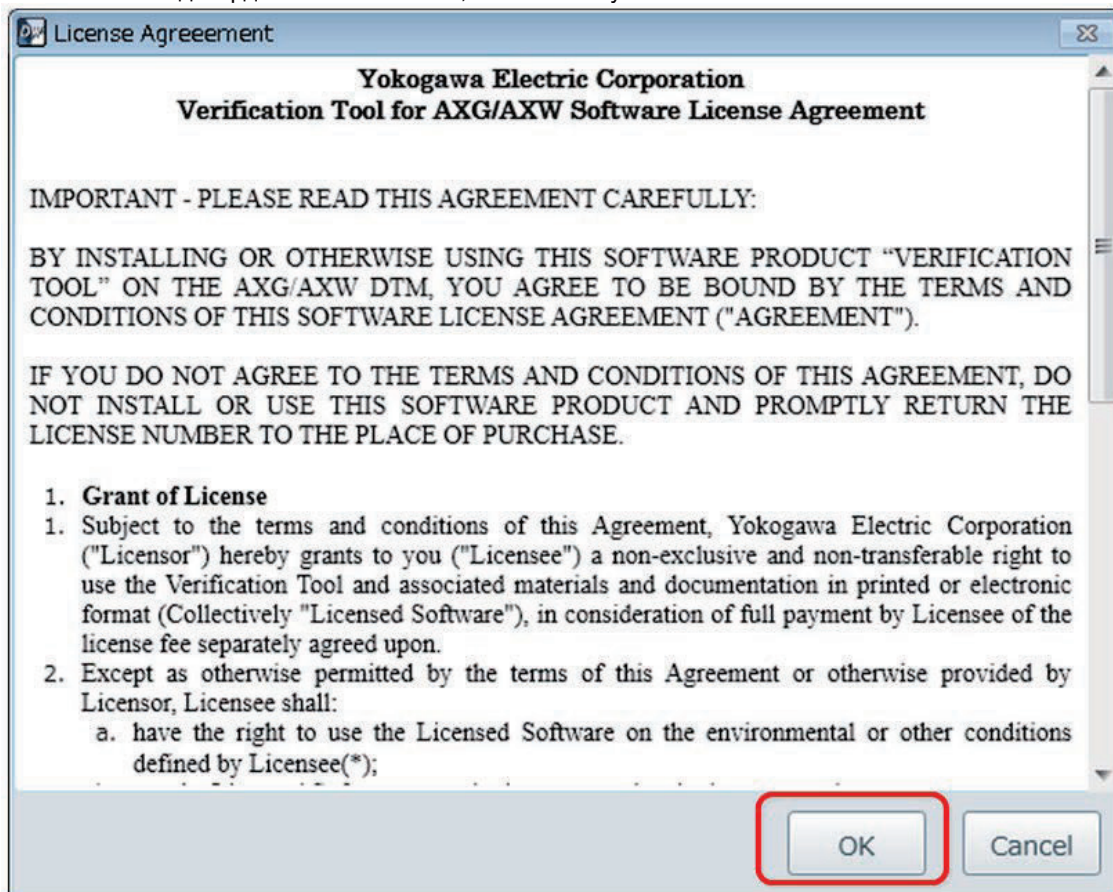 License Agreeement
Yokogawa Electric Corporation
Verification Tool for AXG/AXW Software License Agreement
IMPORTANT - PLEASE READ THIS AGREEMENT CAREFULLY:
BY INSTALLING OR OTHERWISE USING THIS SOFTWARE PRODUCT “VERIFICATION
TOOL” ON THE AXG/AXW DTM, YOU AGREE TO BE BOUND BY THE TERMS AND
CONDITIONS OF THIS SOFTWARE LICENSE AGREEMENT ("AGREEMENT").
IF YOU DO NOT AGREE TO THE TERMS AND CONDITIONS OF THIS AGREEMENT, DO
NOT INSTALL OR USE THIS SOFTWARE PRODUCT AND PROMPTLY RETURN THE
LICENSE NUMBER TO THE PLACE OF PURCHASE.
1. Grant of License
1. Subject to the terms and conditions of this Agreement, Yokogawa Electric Corporation
("Licensor") hereby grants to you ("Licensee") a non-exclusive and non-transferable right to
use the Verification Tool and associated materials and documentation in printed or electronic
format (Collectively "Licensed Software"), in consideration of full payment by Licensee of the
license fee separately agreed upon.
2. Except as otherwise permitted by the terms of this Agreement or otherwise provided by
Licensor, Licensee shall:
a. have the right to use the Licensed Software on the environmental or other conditions
defined by Licensee(*);
OK Cancel